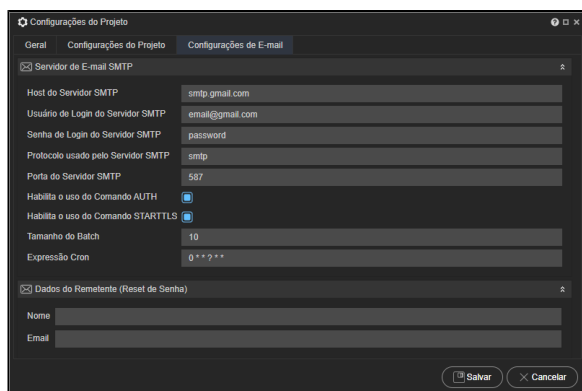 Configurações do Projeto
Geral Configurações do Projeto Configurações de E-mail
Servidor de E-mail SMTP
Host do Servidor SMTP smtp.gmail.com
Usuário de Login do Servidor SMTP email@gmail.com
Senha de Login do Servidor SMTP password
Protocolo usado pelo Servidor SMTP smtp
Porta do Servidor SMTP 587
Habilita o uso do Comando AUTH
Habilita o uso do Comando STARTTLS
Tamanho do Batch 10
Expressão Cron 0 * * ? * *
Dados do Remetente (Reset de Senha)
Nome
Email
Salvar Cancelar